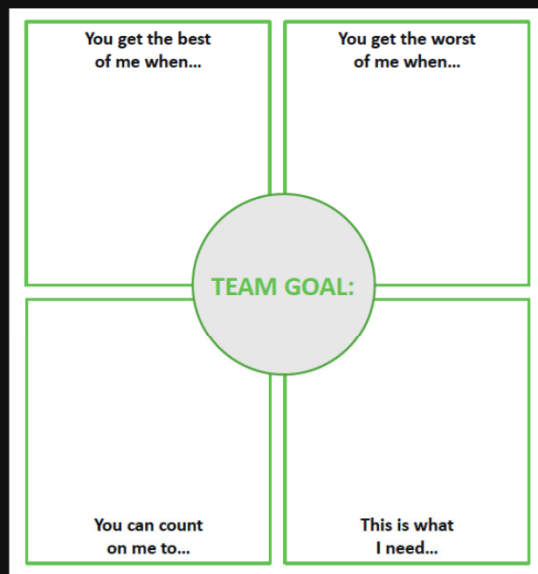 You get the best
of me when...
You get the worst
of me when...
TEAM GOAL:
You can count
on me to...
This is what
I need...